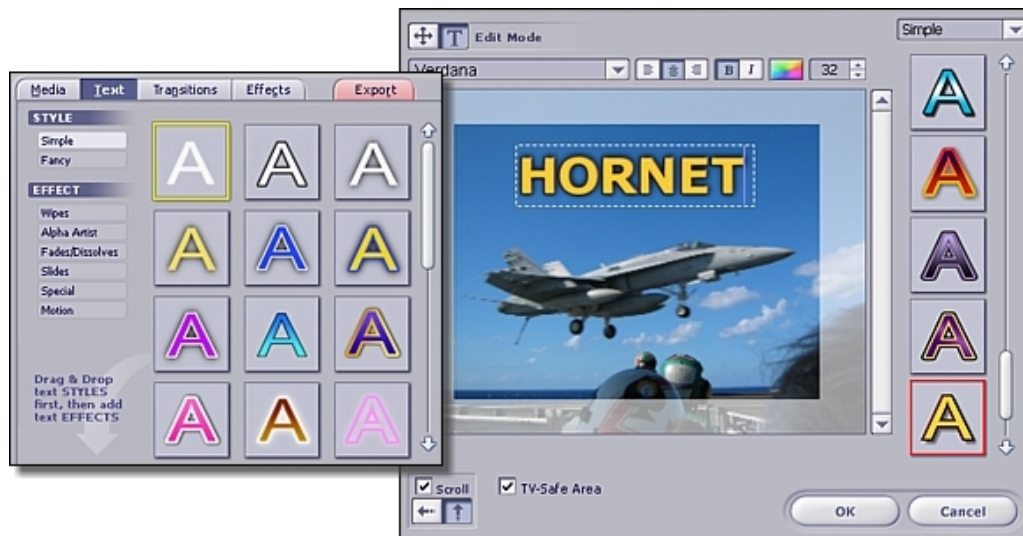 Media
Text
Transitions
Effects
Export
STYLE
Simple
Fancy
EFFECT
Wipes
Alpha Artist
Fades/Dissolves
Slides
Special
Motion
Drag & Drop
text STYLES
first, then add
text EFFECTS
A A A
A A A
A A A
A A A
T Edit Mode
Simple
Verdana
B I
32
HORNET
A
A
A
A
A
Scroll
TV-Safe Area
OK
Cancel